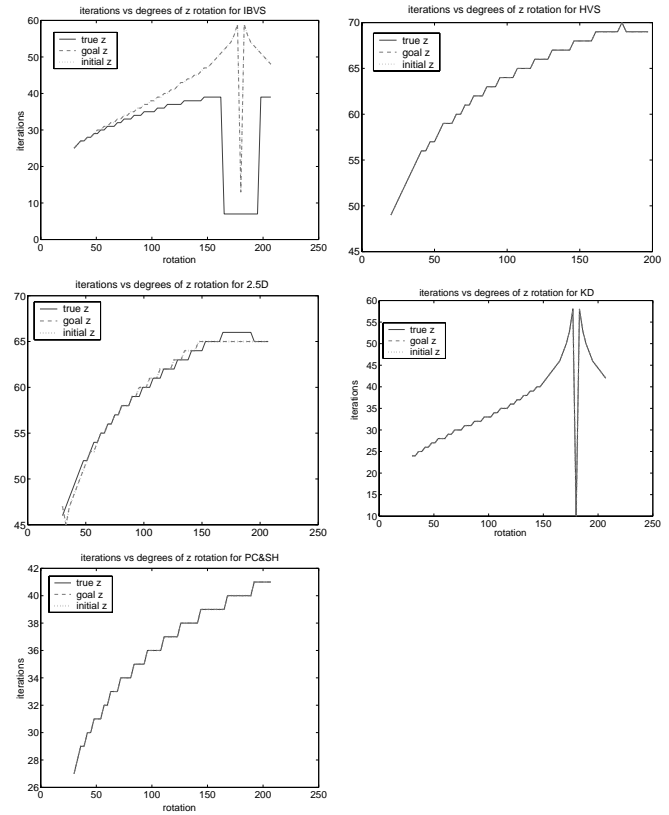 iterations vs degrees of z rotation for IBVS
60
50
40
30
20
10
0
iterations
true z
goal z
initial z
0 50 100 150 200 250
rotation
iterations vs degrees of z rotation for HVS
70
65
60
55
50
45
true z
goal z
initial z
0 50 100 150 200 250
iterations vs degrees of z rotation for 2.5D
70
65
60
55
50
45
true z
goal z
initial z
0 50 100 150 200 250
iterations vs degrees of z rotation for KD
60
55
50
45
40
35
30
25
20
15
10
iterations
true z
goal z
initial z
0 50 100 150 200 250
rotation
iterations vs degrees of z rotation for PC&SH
42
40
38
36
34
32
30
28
26
iterations
true z
goal z
initial z
0 50 100 150 200 250
rotation